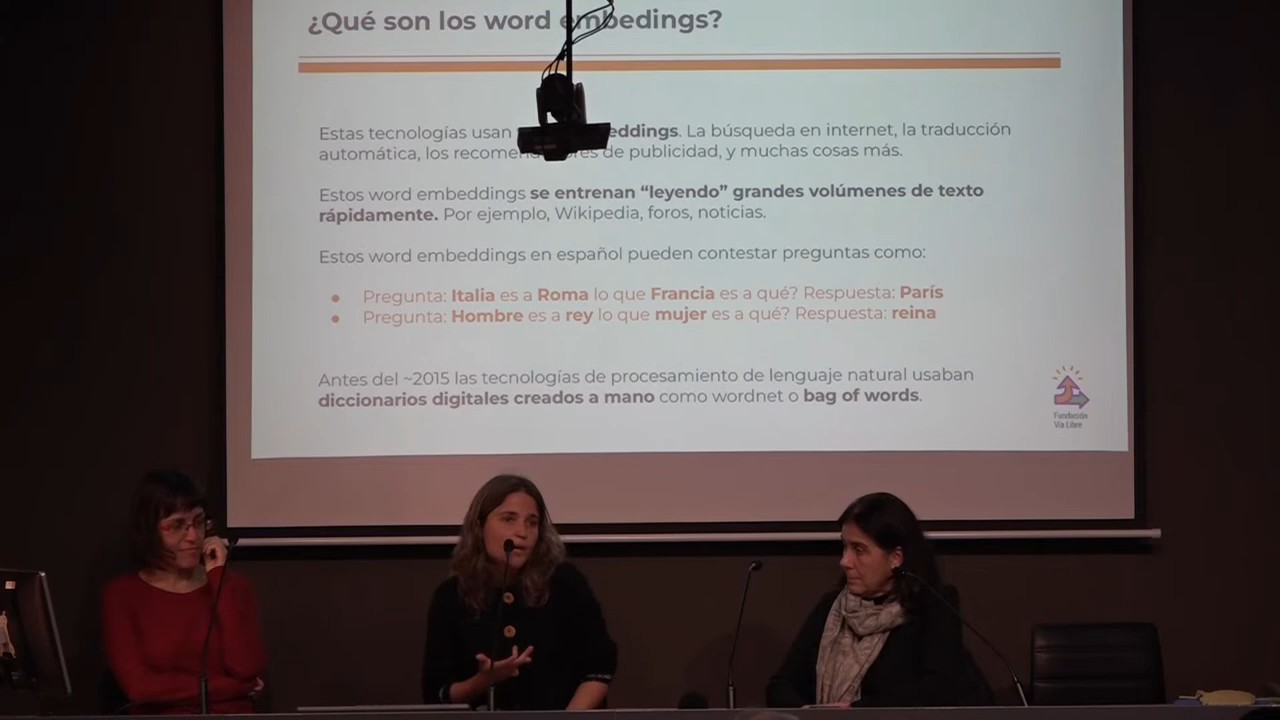 ¿Qué son los word embedings?
Estas tecnologías usan eddings. La búsqueda en internet, la traducción
automática, los recomen res de publicidad, y muchas cosas más.
Estos word embeddings se entrenan “leyendo” grandes volúmenes de texto
rápidamente. Por ejemplo, Wikipedia, foros, noticias.
Estos word embeddings en español pueden contestar preguntas como:
● Pregunta: Italia es a Roma lo que Francia es a qué? Respuesta: París
● Pregunta: Hombre es a rey lo que mujer es a qué? Respuesta: reina
Antes del ~2015 las tecnologías de procesamiento de lenguaje natural usaban
diccionarios digitales creados a mano como wordnet o bag of words.
Fundación
Vía Libre